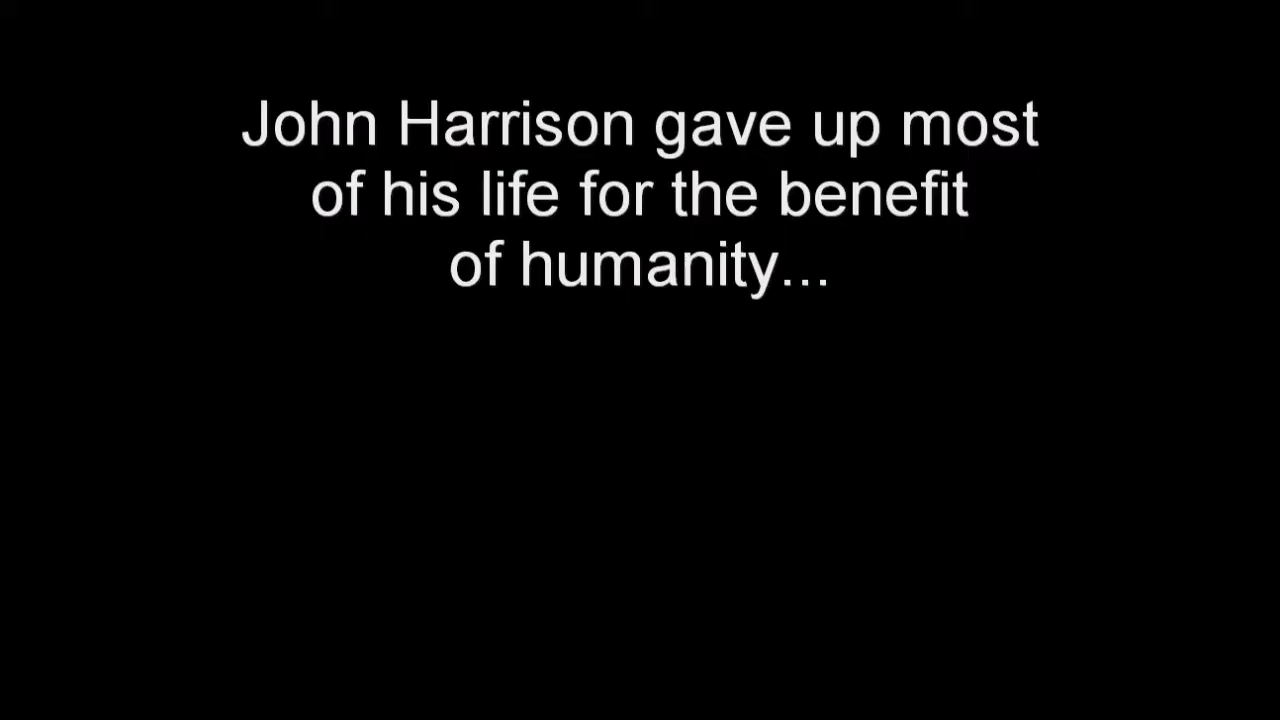 John Harrison gave up most
of his life for the benefit
of humanity...